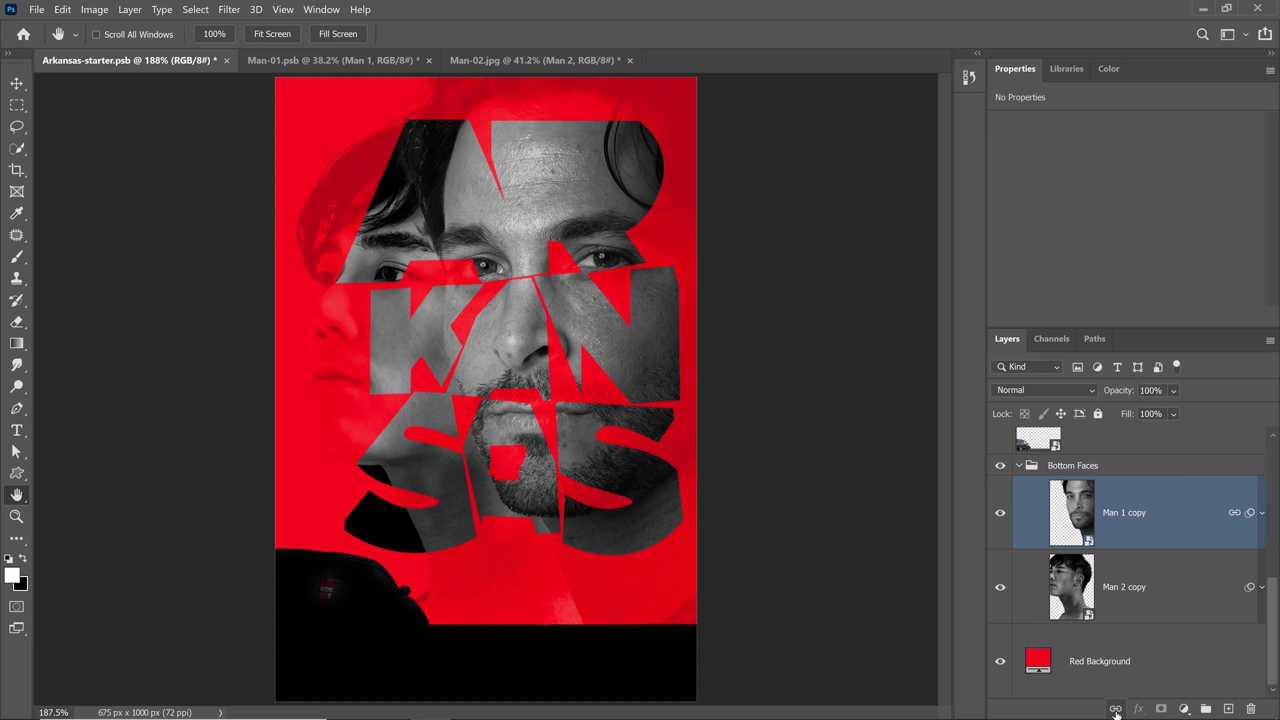 Ps File Edit Image Layer Type Select Filter 3D View Window Help
Scroll All Windows 100% Fit Screen Fill Screen
Arkansas-starter.psb @ 188% (RGB/8#) * × Man-01.psb @ 38.2% (Man 1, RGB/8#) * × Man-02.jpg @ 41.2% (Man 2, RGB/8#) * ×
Properties Libraries Color
No Properties
AR
KAN
SAS
Layers Channels Paths
Kind
Normal Opacity: 100%
Lock: Fill: 100%
Bottom Faces
Man 1 copy
Man 2 copy
Red Background
187.5% 675 px x 1000 px (72 ppi)